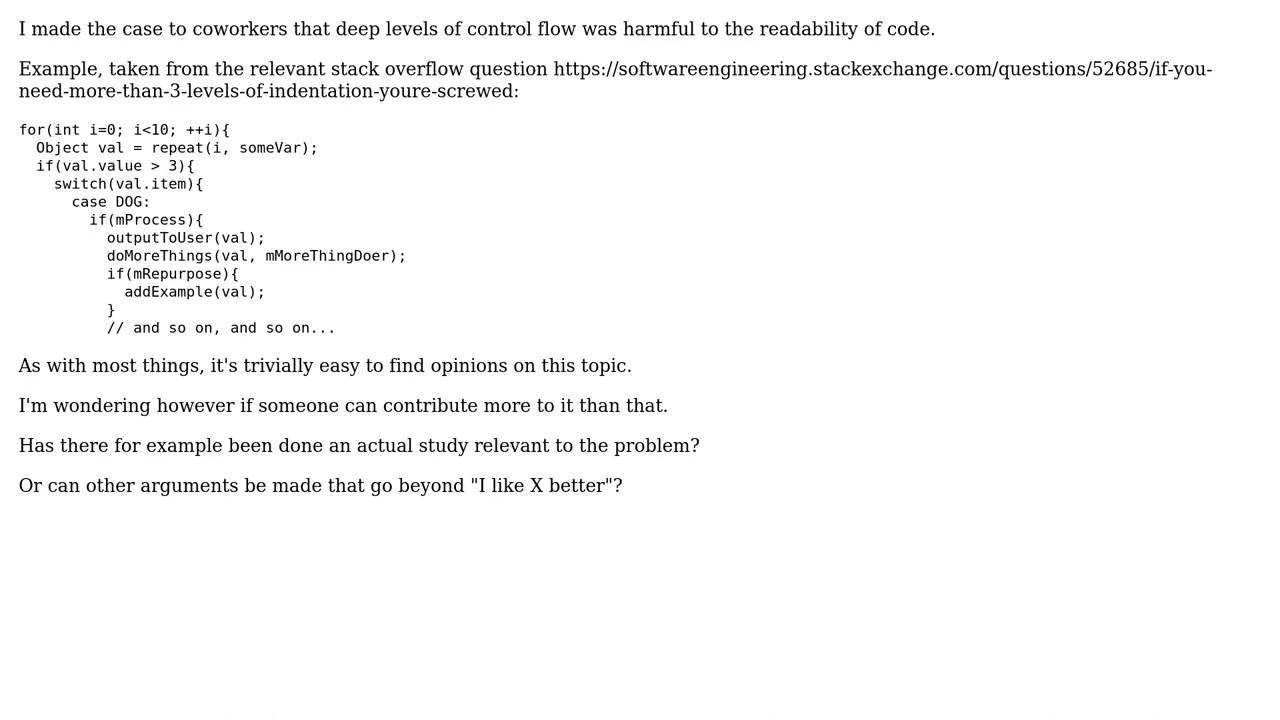 I made the case to coworkers that deep levels of control flow was harmful to the readability of code.
Example, taken from the relevant stack overflow question https://softwareengineering.stackexchange.com/questions/52685/if-you-
need-more-than-3-levels-of-indentation-youre-screwed:
for(int i=0; i<10; ++i){
  Object val = repeat(i, someVar);
  if(val.value > 3){
    switch(val.item){
      case DOG:
        if(mProcess){
          outputToUser(val);
          doMoreThings(val, mMoreThingDoer);
          if(mRepurpose){
            addExample(val);
          }
          // and so on, and so on...
As with most things, it's trivially easy to find opinions on this topic.
I'm wondering however if someone can contribute more to it than that.
Has there for example been done an actual study relevant to the problem?
Or can other arguments be made that go beyond "I like X better"?